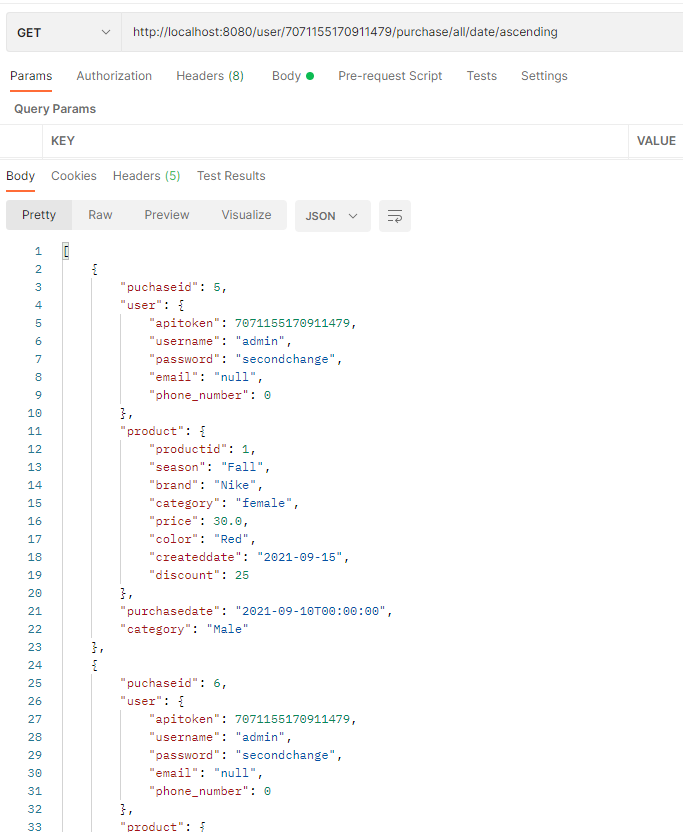 GET http://localhost:8080/user/7071155170911479/purchase/all/date/ascending
Params Authorization Headers (8) Body Pre-request Script Tests Settings
Query Params
KEY VALUE
Body Cookies Headers (5) Test Results
Pretty Raw Preview Visualize JSON
1 [
2 {
3 "puchaseid": 5,
4 "user": {
5 "apitoken": 7071155170911479,
6 "username": "admin",
7 "password": "secondchange",
8 "email": "null",
9 "phone_number": 0
10 },
11 "product": {
12 "productid": 1,
13 "season": "Fall",
14 "brand": "Nike",
15 "category": "female",
16 "price": 30.0,
17 "color": "Red",
18 "createddate": "2021-09-15",
19 "discount": 25
20 },
21 "purchasedate": "2021-09-10T00:00:00",
22 "category": "Male"
23 },
24 {
25 "puchaseid": 6,
26 "user": {
27 "apitoken": 7071155170911479,
28 "username": "admin",
29 "password": "secondchange",
30 "email": "null",
31 "phone_number": 0
32 },
33 "product": {